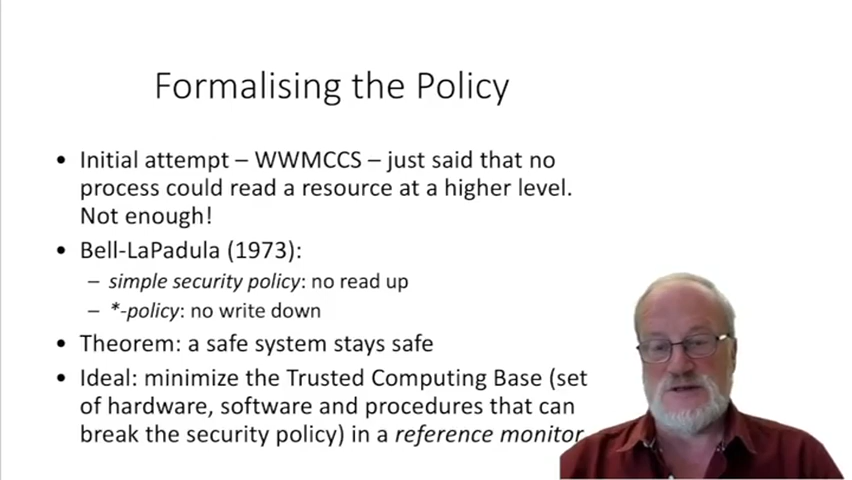 Formalising the Policy
• Initial attempt – WWMCCS – just said that no
process could read a resource at a higher level.
Not enough!
• Bell-LaPadula (1973):
– simple security policy: no read up
– *-policy: no write down
• Theorem: a safe system stays safe
• Ideal: minimize the Trusted Computing Base (set
of hardware, software and procedures that can
break the security policy) in a reference monitor